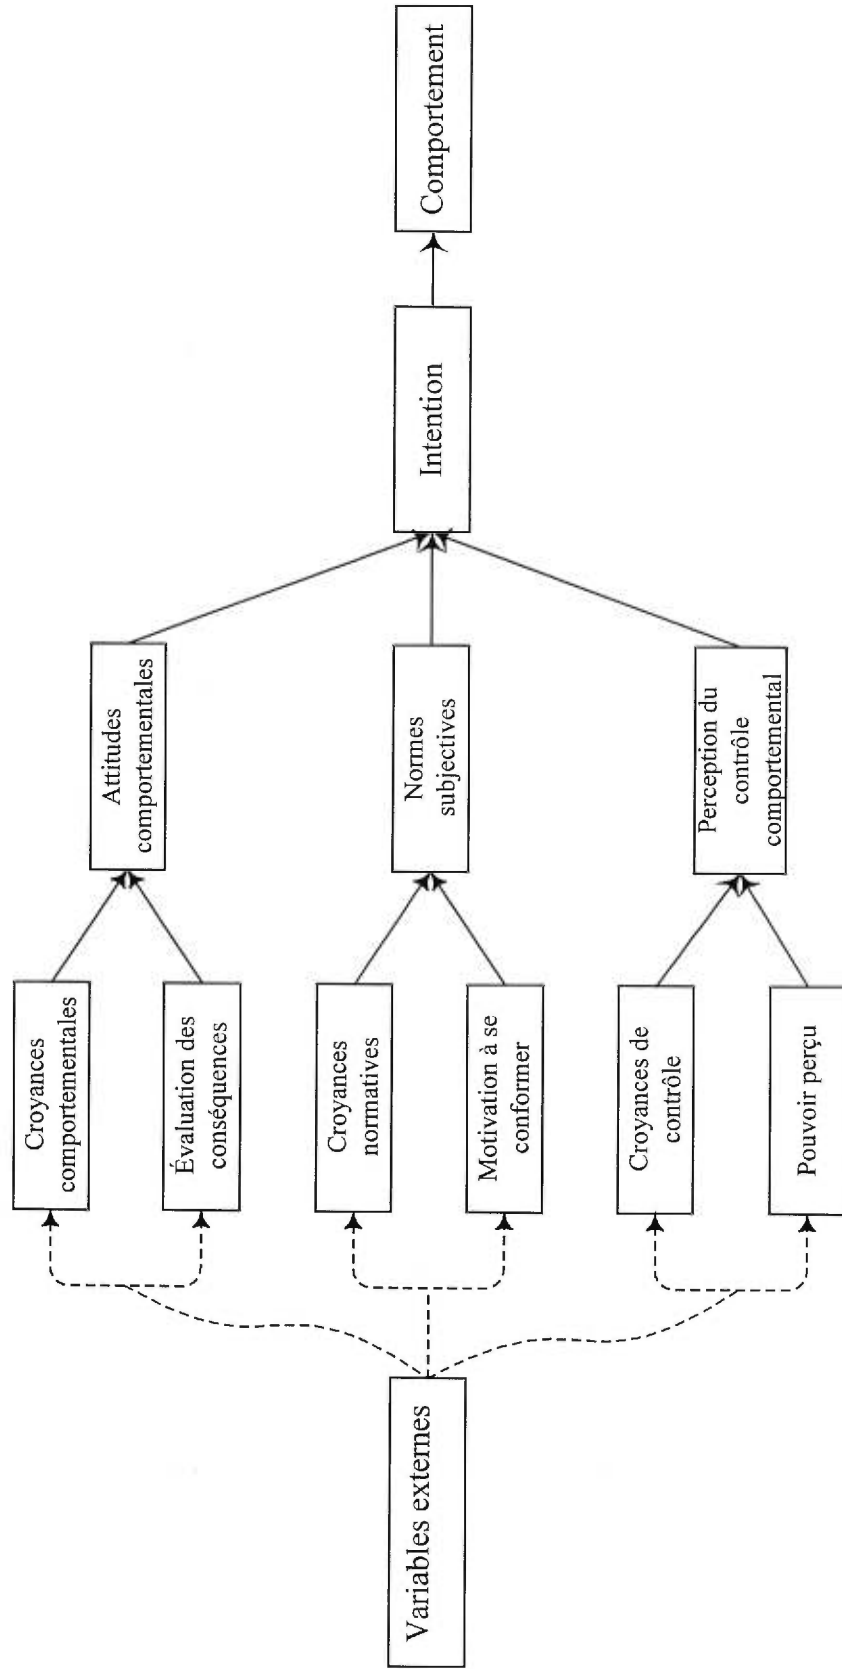 Variables externes
Croyances
comportementales
Évaluation des
conséquences
Croyances
normatives
Motivation à se
conformer
Croyances de
contrôle
Pouvoir perçu
Attitudes
comportementales
Normes
subjectives
Perception du
contrôle
comportemental
Intention
Comportement